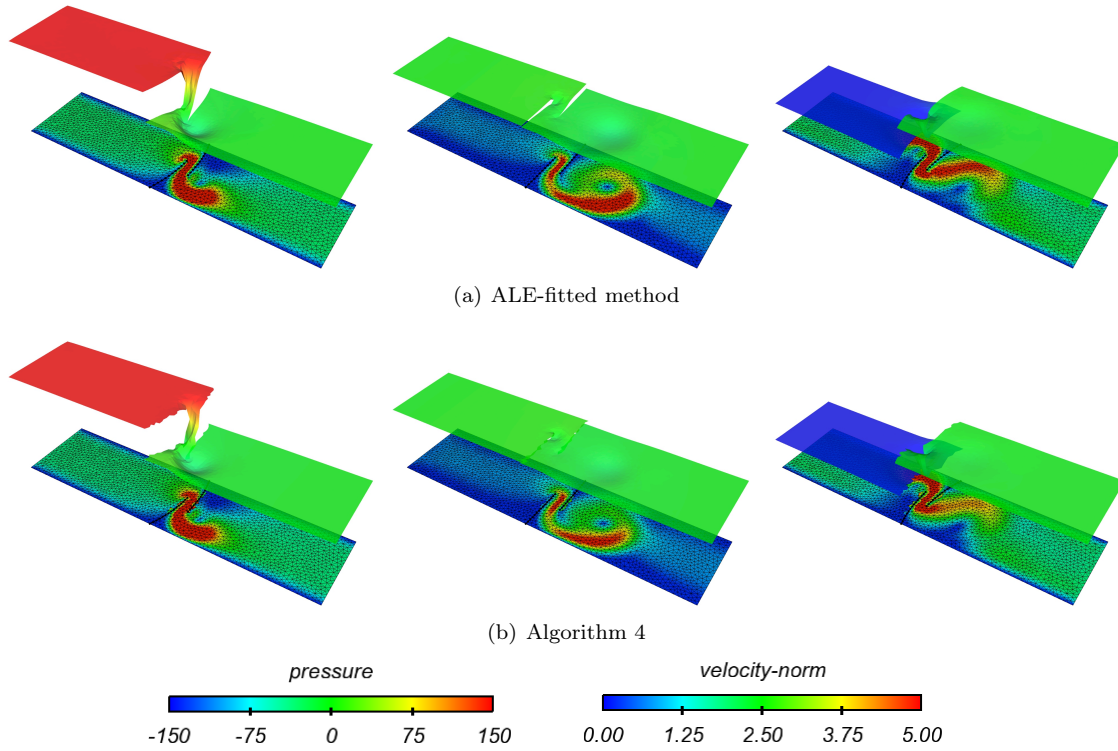 (a) ALE-fitted method
(b) Algorithm 4
pressure
velocity-norm
-150 -75 0 75 150
0.00 1.25 2.50 3.75 5.00